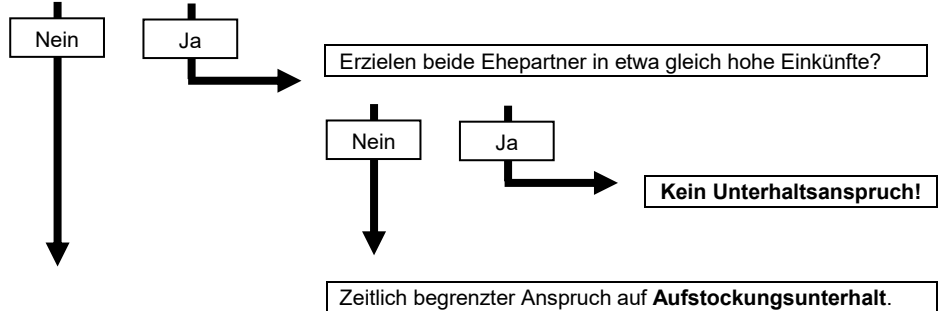 Nein
Ja
Erzielen beide Ehepartner in etwa gleich hohe Einkünfte?
Nein
Ja
Kein Unterhaltsanspruch!
Zeitlich begrenzter Anspruch auf Aufstockungsunterhalt.